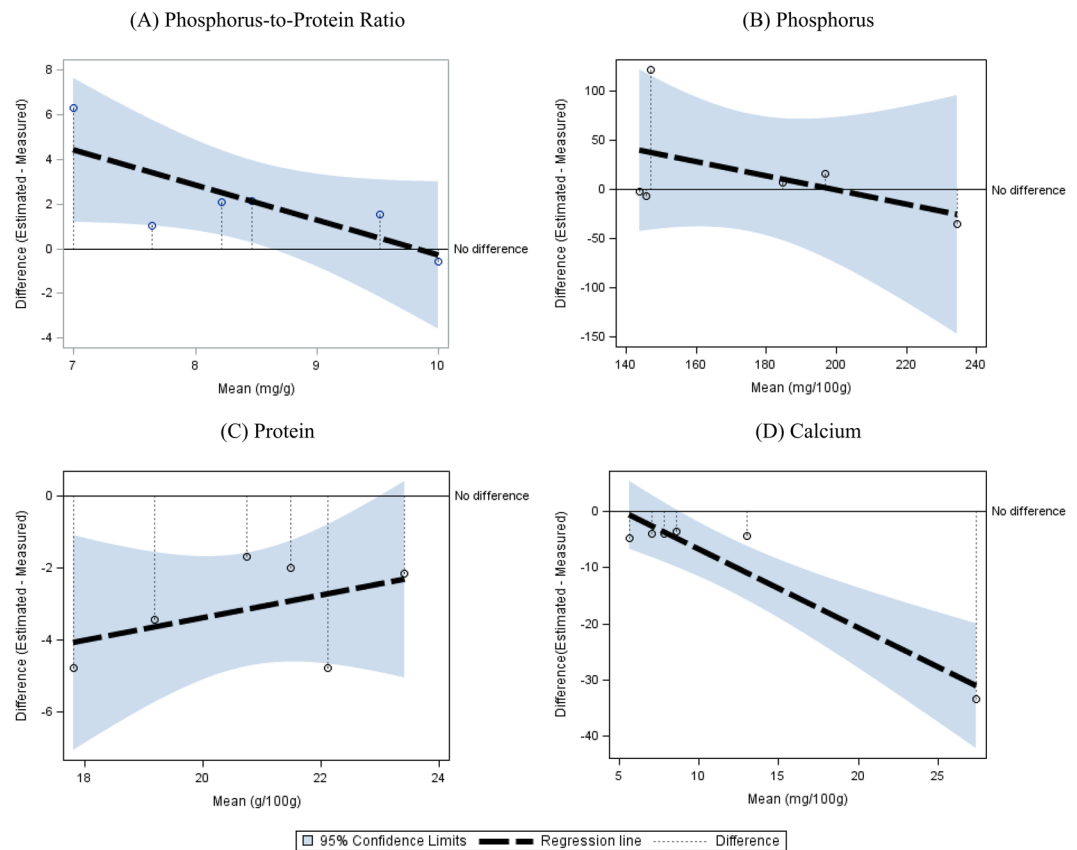 (A) Phosphorus-to-Protein Ratio
Difference (Estimated - Measured)
8
6
4
2
0
-2
-4
No difference
7
8
9
10
Mean (mg/g)
(B) Phosphorus
Difference (Estimated - Measured)
100
50
0
-50
-100
-150
No difference
140
160
180
200
220
240
Mean (mg/100g)
(C) Protein
Difference (Estimated - Measured)
0
-2
-4
-6
No difference
18
20
22
24
Mean (g/100g)
(D) Calcium
Difference(Estimated - Measured)
0
-10
-20
-30
-40
No difference
5
10
15
20
25
Mean (mg/100g)
95% Confidence Limits
Regression line
Difference